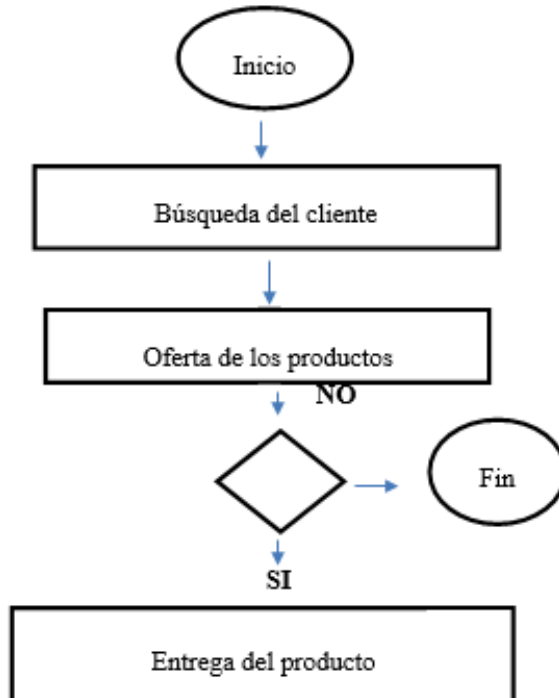 Inicio
Búsqueda del cliente
Oferta de los productos
NO
Fin
SI
Entrega del producto